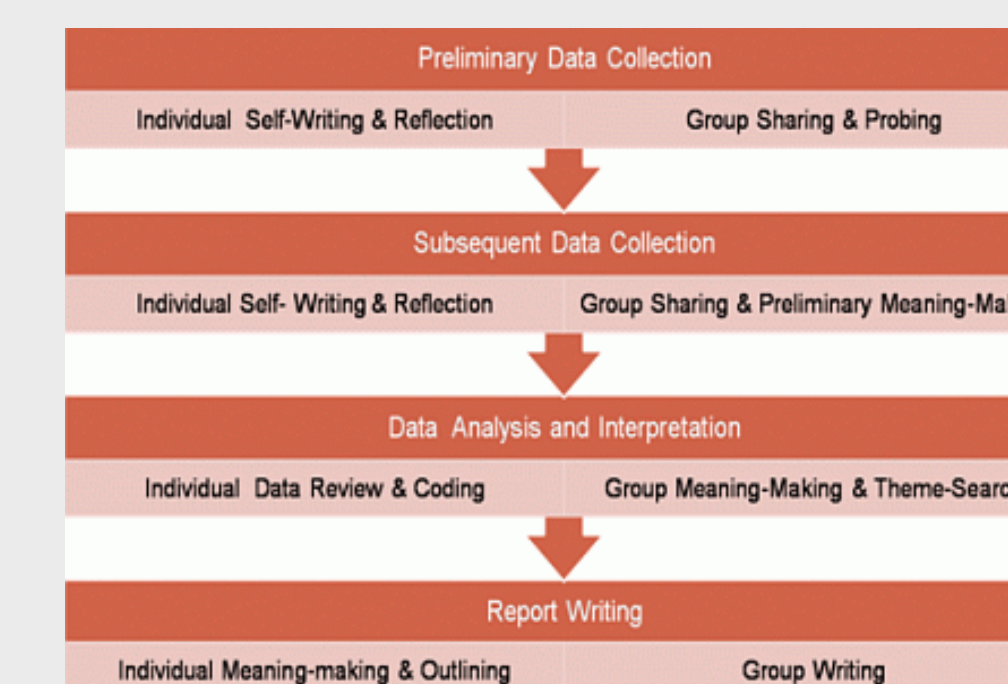 Preliminary Data Collection
Individual Self-Writing & Reflection Group Sharing & Probing
Subsequent Data Collection
Individual Self- Writing & Reflection Group Sharing & Preliminary
Data Analysis and Interpretation
Individual Data Review & Coding Group Meaning-Making &
Report Writing
Individual Meaning-making & Outlining Group Writing